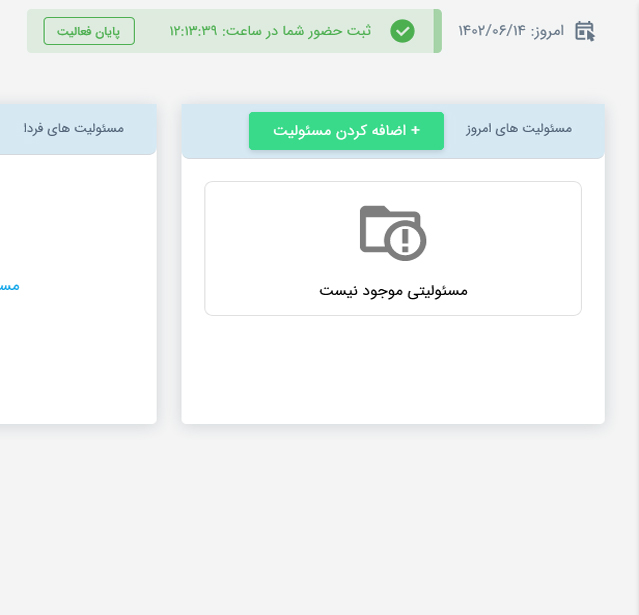 امروز: ۱۴۰۲/۰۶/۱۴
ثبت حضور شما در ساعت: ۱۲:۱۳:۳۹
پایان فعالیت
مسئولیت های امروز
+ اضافه کردن مسئولیت
مسئولیتی موجود نیست
مسئولیت های فردا